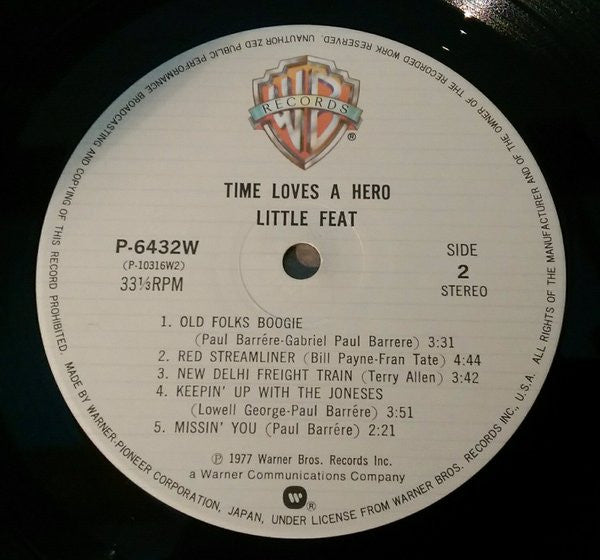 ALL RIGHTS OF THE MANUFACTURER AND OF THE OWNER OF THE RECORDED WORK RESERVED. UNAUTHORIZED PUBLIC PERFORMANCE BROADCASTING AND COPYING OF THIS RECORD PROHIBITED. MADE BY WARNER-PIONEER CORPORATION, JAPAN, UNDER LICENSE FROM WARNER BROS. RECORDS INC., U.S.A.
WB
RECORDS
®
TIME LOVES A HERO
LITTLE FEAT
P-6432W
(P-10316W2)
33⅓RPM
SIDE
2
STEREO
1. OLD FOLKS BOOGIE
(Paul Barrére-Gabriel Paul Barrere) 3:31
2. RED STREAMLINER (Bill Payne-Fran Tate) 4:44
3. NEW DELHI FREIGHT TRAIN (Terry Allen) 3:42
4. KEEPIN' UP WITH THE JONESES
(Lowell George-Paul Barrére) 3:51
5. MISSIN' YOU (Paul Barrére) 2:21
℗ 1977 Warner Bros. Records Inc.
a Warner Communications Company
®